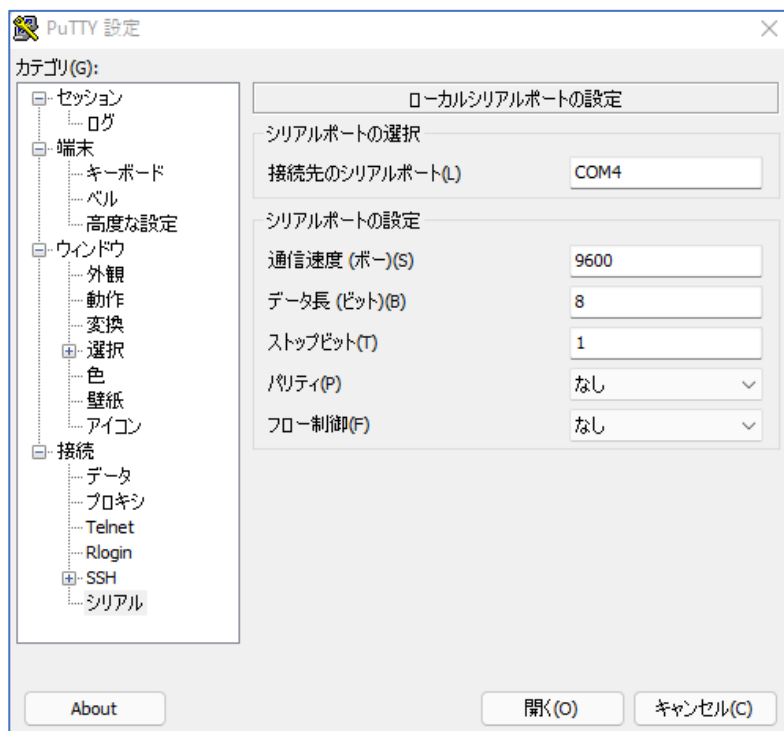 PuTTY 設定
カテゴリ(G):
セッション
ログ
端末
キーボード
ベル
高度な設定
ウィンドウ
外観
動作
変換
選択
色
壁紙
アイコン
接続
データ
プロキシ
Telnet
Rlogin
SSH
シリアル
ローカルシリアルポートの設定
シリアルポートの選択
接続先のシリアルポート(L) COM4
シリアルポートの設定
通信速度 (ボー)(S) 9600
データ長 (ビット)(B) 8
ストップビット(T) 1
パリティ(P) なし
フロー制御(F) なし
About 開く(O) キャンセル(C)